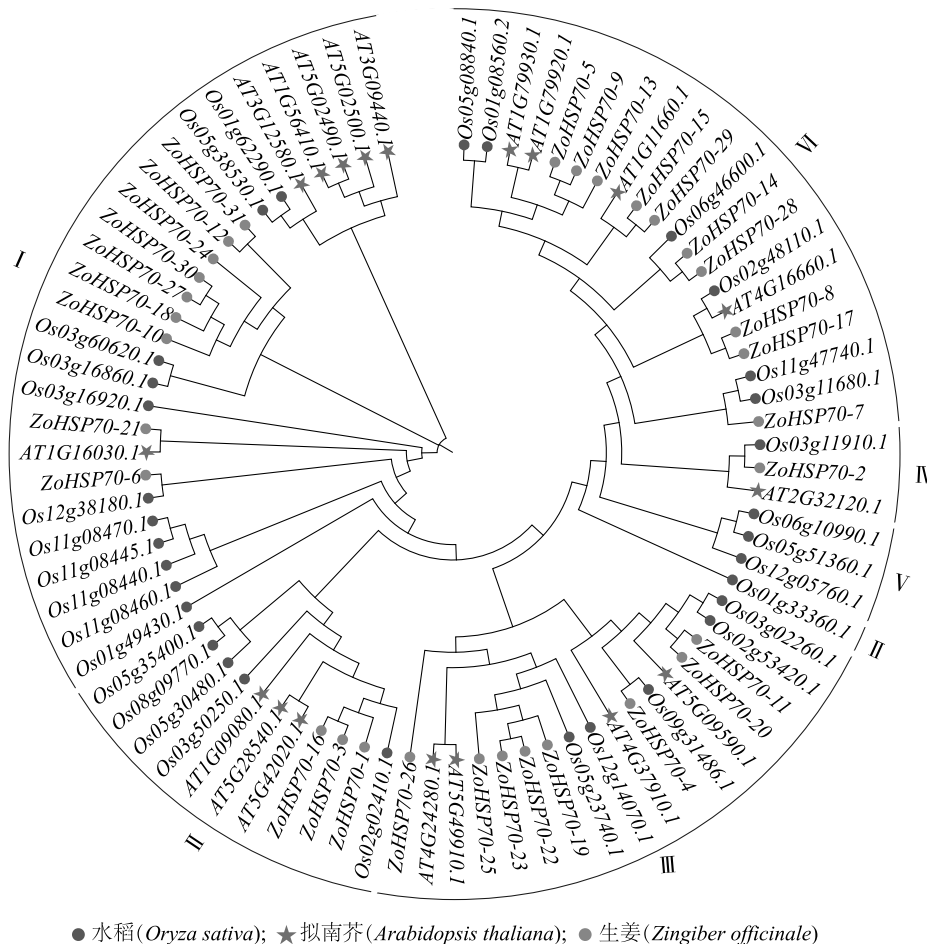 Os05g08840.1
Os01g08560.2
AT1G79930.1
AT1G79920.1
ZoHSP70-5
ZoHSP70-9
ZoHSP70-13
AT1G11660.1
ZoHSP70-15
ZoHSP70-29
Os06g46600.1
ZoHSP70-14
ZoHSP70-28
Os02g48110.1
AT4G16660.1
ZoHSP70-8
ZoHSP70-17
Os11g47740.1
Os03g11680.1
ZoHSP70-7
VI
Os03g11910.1
ZoHSP70-2
AT2G32120.1
IV
Os06g10990.1
Os05g51360.1
Os12g05760.1
V
Os01g33360.1
II
Os03g02260.1
Os02g53420.1
ZoHSP70-11
ZoHSP70-20
AT5G09590.1
Os09g31486.1
ZoHSP70-4
AT4G37910.1
Os12g14070.1
Os05g23740.1
ZoHSP70-19
ZoHSP70-22
ZoHSP70-23
ZoHSP70-25
AT5G49910.1
AT4G24280.1
ZoHSP70-26
III
Os02g02410.1
ZoHSP70-1
ZoHSP70-3
ZoHSP70-16
AT5G42020.1
AT5G28540.1
AT1G09080.1
Os03g50250.1
Os05g30480.1
Os08g09770.1
Os05g35400.1
II
Os01g49430.1
Os11g08460.1
Os11g08440.1
Os11g08445.1
Os11g08470.1
Os12g38180.1
ZoHSP70-6
AT1G16030.1
ZoHSP70-21
Os03g16920.1
Os03g16860.1
Os03g60620.1
ZoHSP70-10
ZoHSP70-18
ZoHSP70-27
ZoHSP70-30
ZoHSP70-24
ZoHSP70-12
ZoHSP70-31
Os05g38530.1
Os01g62290.1
AT3G12580.1
AT1G56410.1
AT5G02490.1
AT5G02500.1
AT3G09440.1
I
水稻(Oryza sativa); 拟南芥(Arabidopsis thaliana); 生姜(Zingiber officinale)